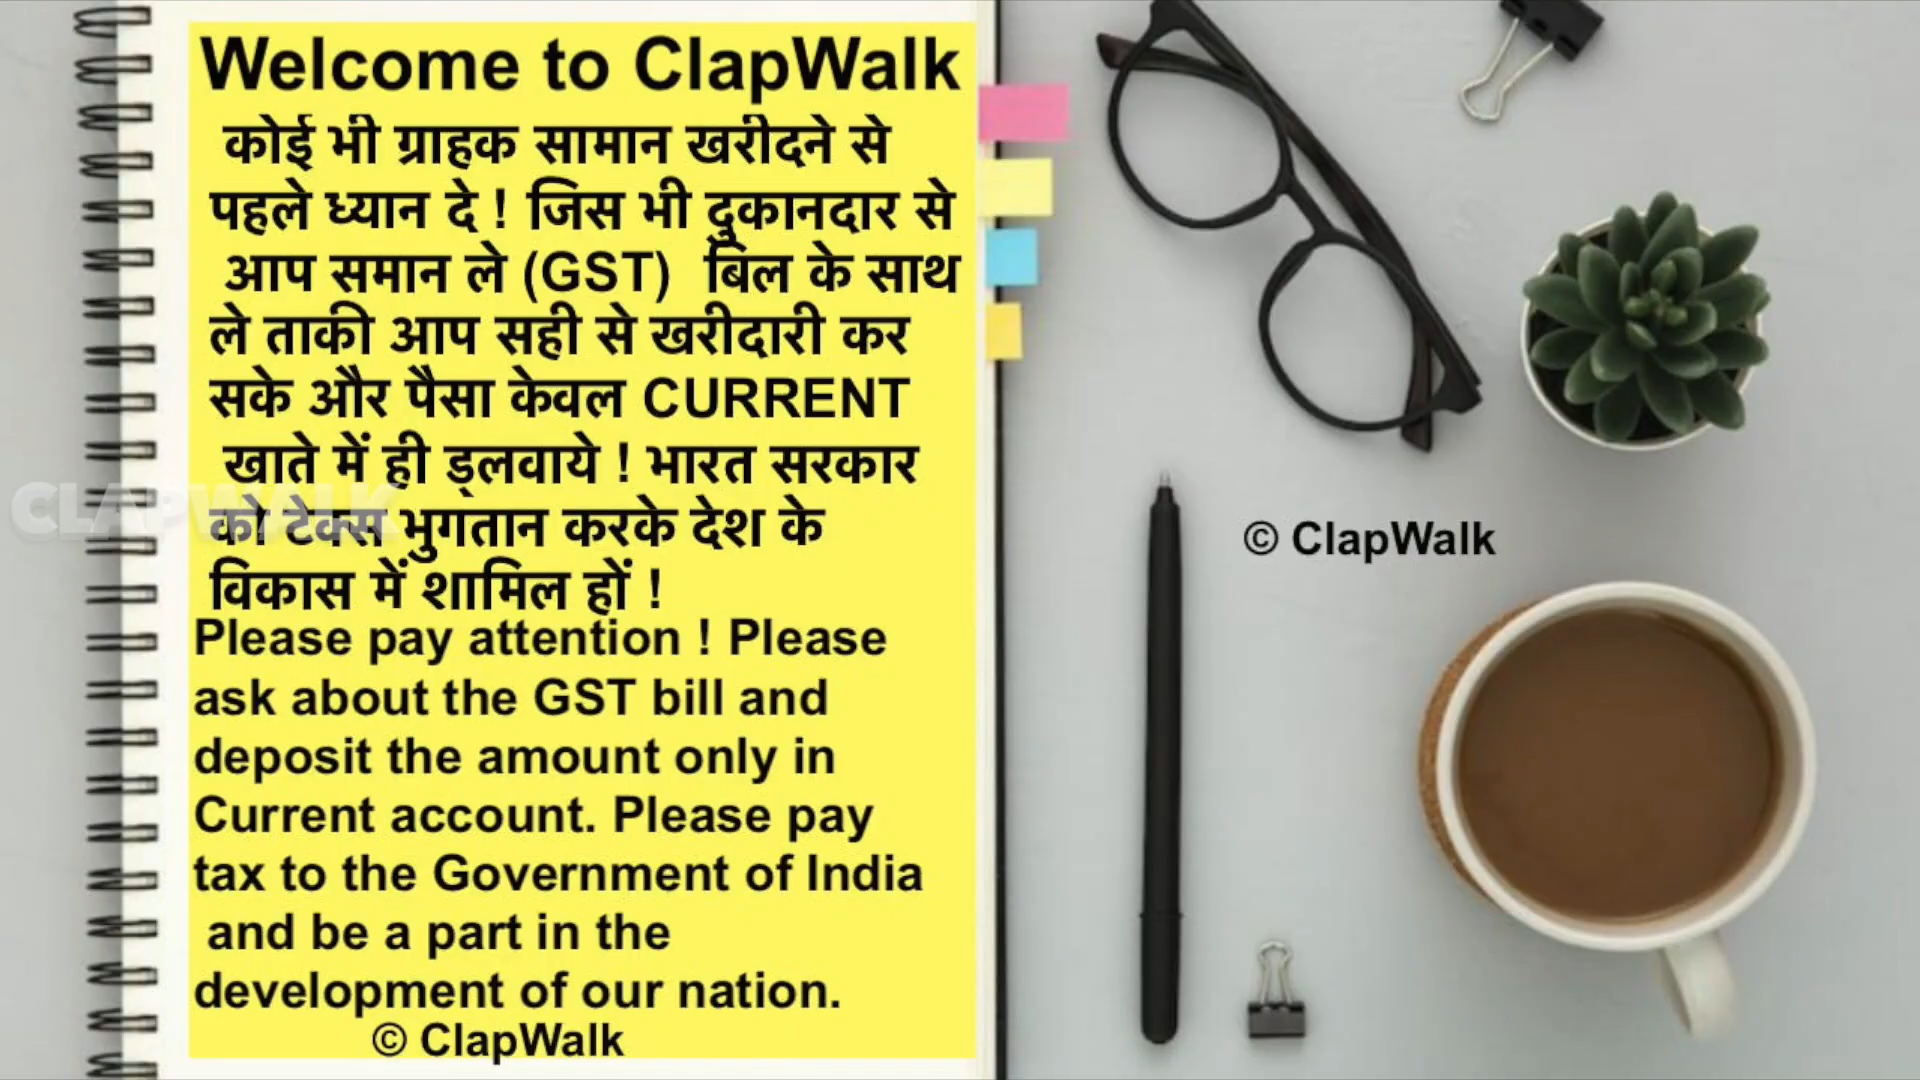 Welcome to ClapWalk
कोई भी ग्राहक सामान खरीदने से
पहले ध्यान दे ! जिस भी दुकानदार से
आप समान ले (GST) बिल के साथ
ले ताकी आप सही से खरीदारी कर
सके और पैसा केवल CURRENT
खाते में ही ड्लवाये ! भारत सरकार
को टेक्स भुगतान करके देश के
विकास में शामिल हों !
Please pay attention ! Please
ask about the GST bill and
deposit the amount only in
Current account. Please pay
tax to the Government of India
and be a part in the
development of our nation.
© ClapWalk
CLAPWALK
© ClapWalk